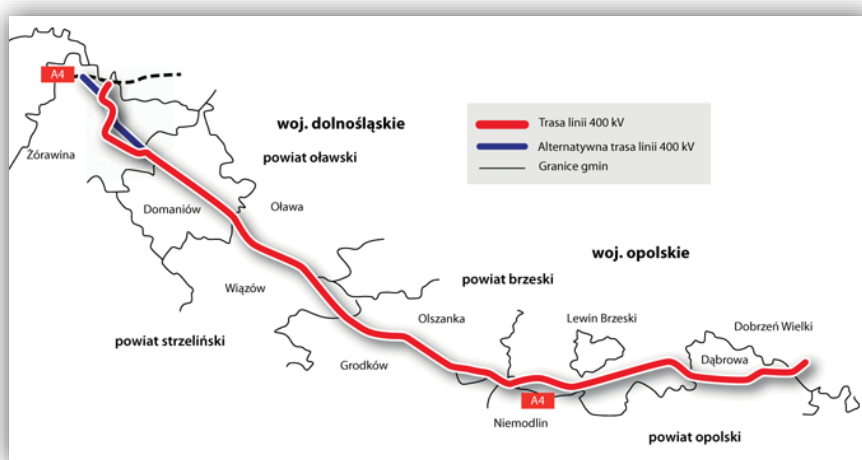 A4
woj. dolnośląskie
Trasa linii 400 kV
Alternatywna trasa linii 400 kV
Granice gmin
Żórawina
powiat oławski
Domaniów
Oława
woj. opolskie
powiat brzeski
Wiązów
Olszanka
Lewin Brzeski
Dobrzeń Wielki
powiat strzeliński
Grodków
Dąbrowa
A4
Niemodlin
powiat opolski